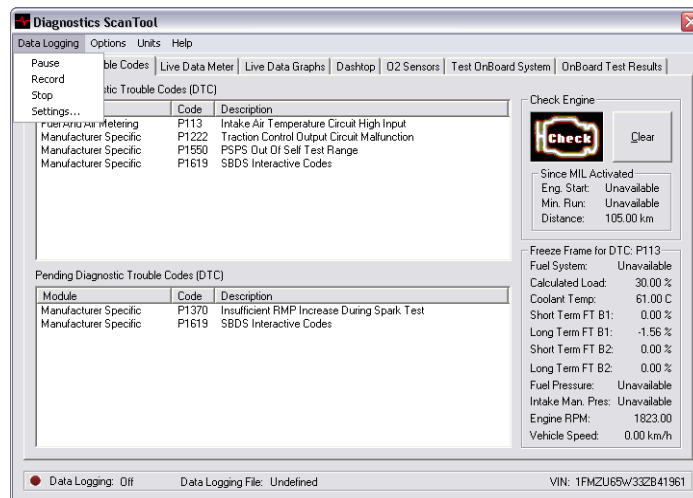 Diagnostics ScanTool
Data Logging Options Units Help
Pause
Record
Stop
Settings...
ble Codes Live Data Meter Live Data Graphs Dashtop O2 Sensors Test OnBoard System OnBoard Test Results
stic Trouble Codes (DTC)
Code Description
Fuel And Air Metering P113 Intake Air Temperature Circuit High Input
Manufacturer Specific P1222 Traction Control Output Circuit Malfunction
Manufacturer Specific P1550 PSPS Out Of Self Test Range
Manufacturer Specific P1619 SBDS Interactive Codes
Pending Diagnostic Trouble Codes (DTC)
Module Code Description
Manufacturer Specific P1370 Insufficient RMP Increase During Spark Test
Manufacturer Specific P1619 SBDS Interactive Codes
Check Engine
Check
Clear
Since MIL Activated
Eng. Start: Unavailable
Min. Run: Unavailable
Distance: 105.00 km
Freeze Frame for DTC: P113
Fuel System: Unavailable
Calculated Load: 30.00 %
Coolant Temp: 61.00 C
Short Term FT B1: 0.00 %
Long Term FT B1: -1.56 %
Short Term FT B2: 0.00 %
Long Term FT B2: 0.00 %
Fuel Pressure: Unavailable
Intake Man. Pres: Unavailable
Engine RPM: 1823.00
Vehicle Speed: 0.00 km/h
Data Logging: Off Data Logging File: Undefined VIN: 1FMZU65W33ZB41961